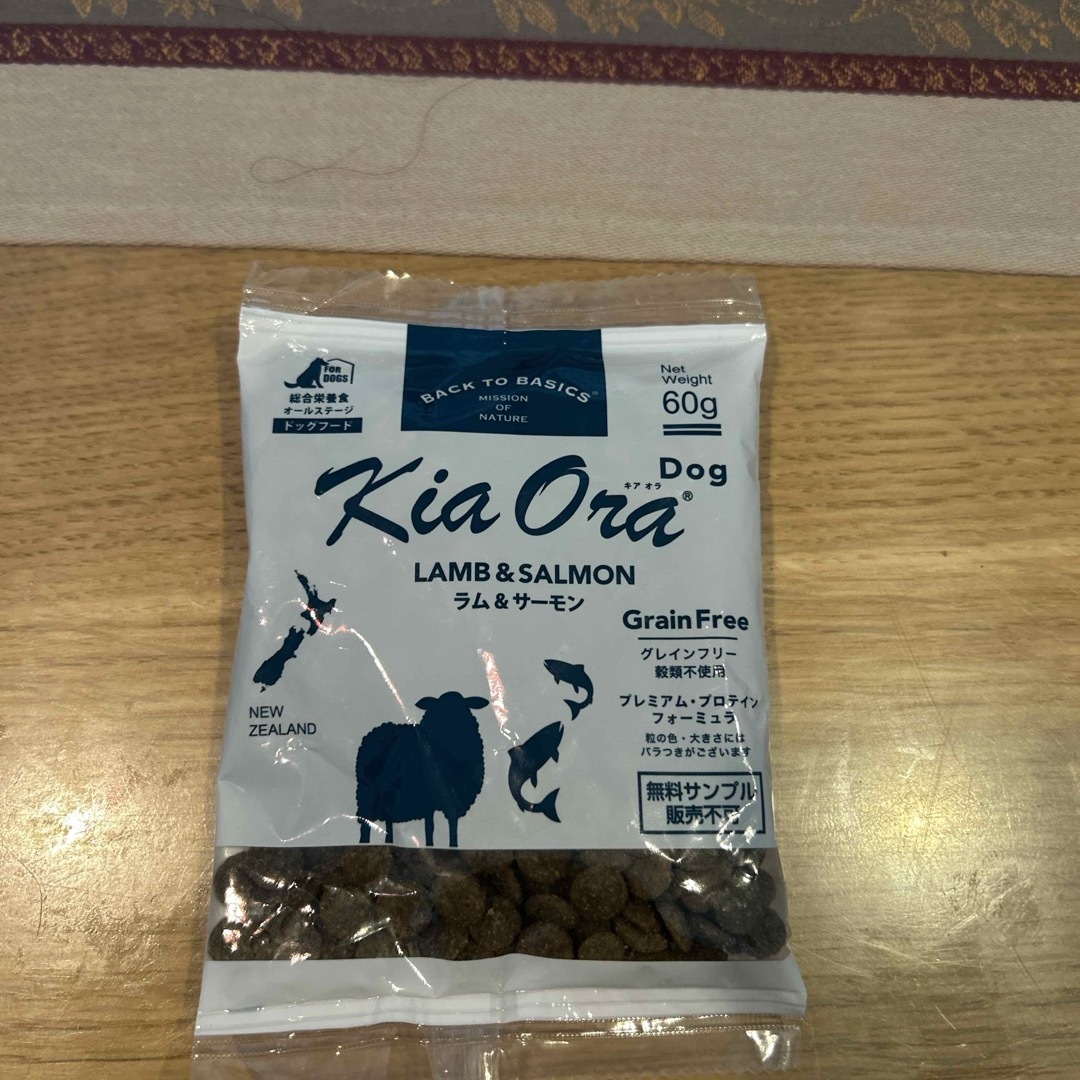 FOR
DOGS
総合栄養食
オールステージ
ドッグフード
BACK TO BASICS®
MISSION
OF
NATURE
Net
Weight
60g
Dog
キア オラ
Kia Ora®
LAMB & SALMON
ラム&サーモン
Grain Free
グレインフリー
穀類不使用
プレミアム・プロテイン
フォーミュラ
粒の色・大きさには
バラつきがございます
NEW
ZEALAND
無料サンプル
販売不可